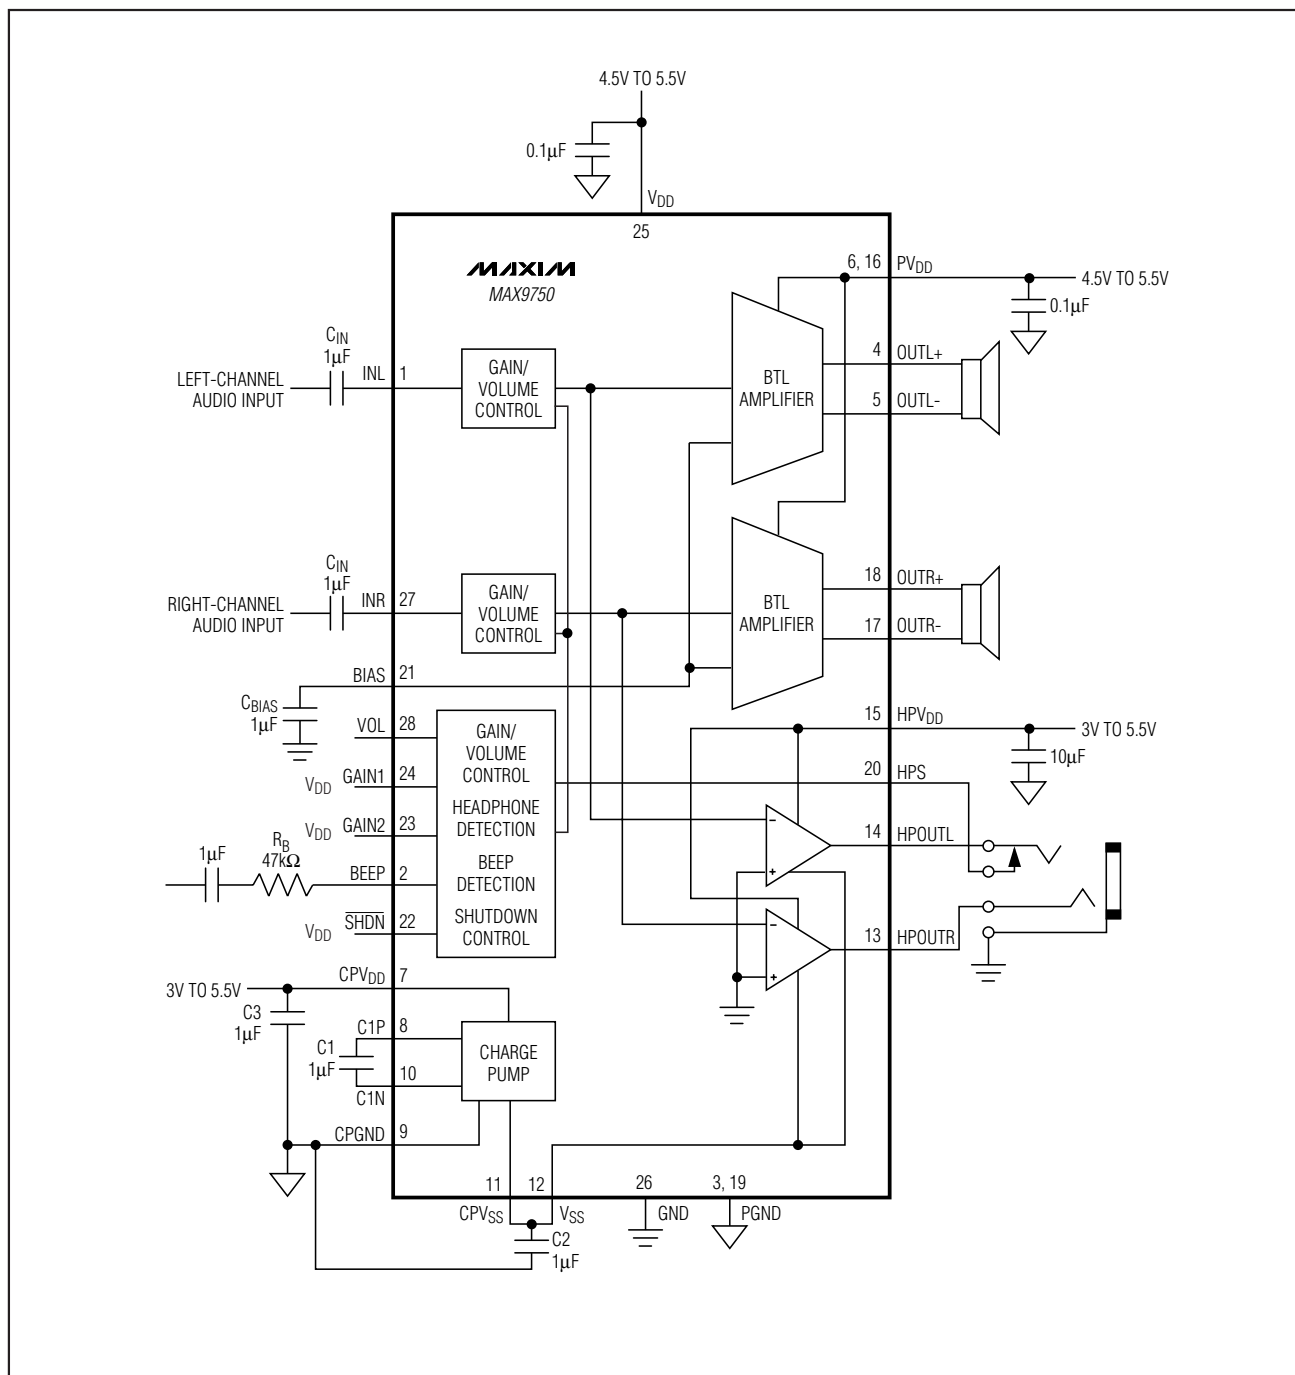 4.5V TO 5.5V
0.1μF
VDD
25
MAXIM
MAX9750
6, 16
PVDD
4.5V TO 5.5V
0.1μF
CIN
1μF
LEFT-CHANNEL
AUDIO INPUT
INL
1
GAIN/
VOLUME
CONTROL
BTL
AMPLIFIER
4
OUTL+
5
OUTL-
CIN
1μF
RIGHT-CHANNEL
AUDIO INPUT
INR
27
GAIN/
VOLUME
CONTROL
BTL
AMPLIFIER
18
OUTR+
17
OUTR-
BIAS
21
CBIAS
1μF
VOL
28
VDD
GAIN1
24
VDD
GAIN2
23
1μF
RB
47kΩ
BEEP
2
VDD
SHDN
22
GAIN/
VOLUME
CONTROL
HEADPHONE
DETECTION
BEEP
DETECTION
SHUTDOWN
CONTROL
15
HPVDD
3V TO 5.5V
10μF
20
HPS
−
+
14
HPOUTL
−
+
13
HPOUTR
3V TO 5.5V
CPVDD
7
C3
1μF
C1P
8
C1
1μF
10
C1N
CHARGE
PUMP
CPGND
9
11
CPVSS
12
VSS
C2
1μF
26
GND
3, 19
PGND